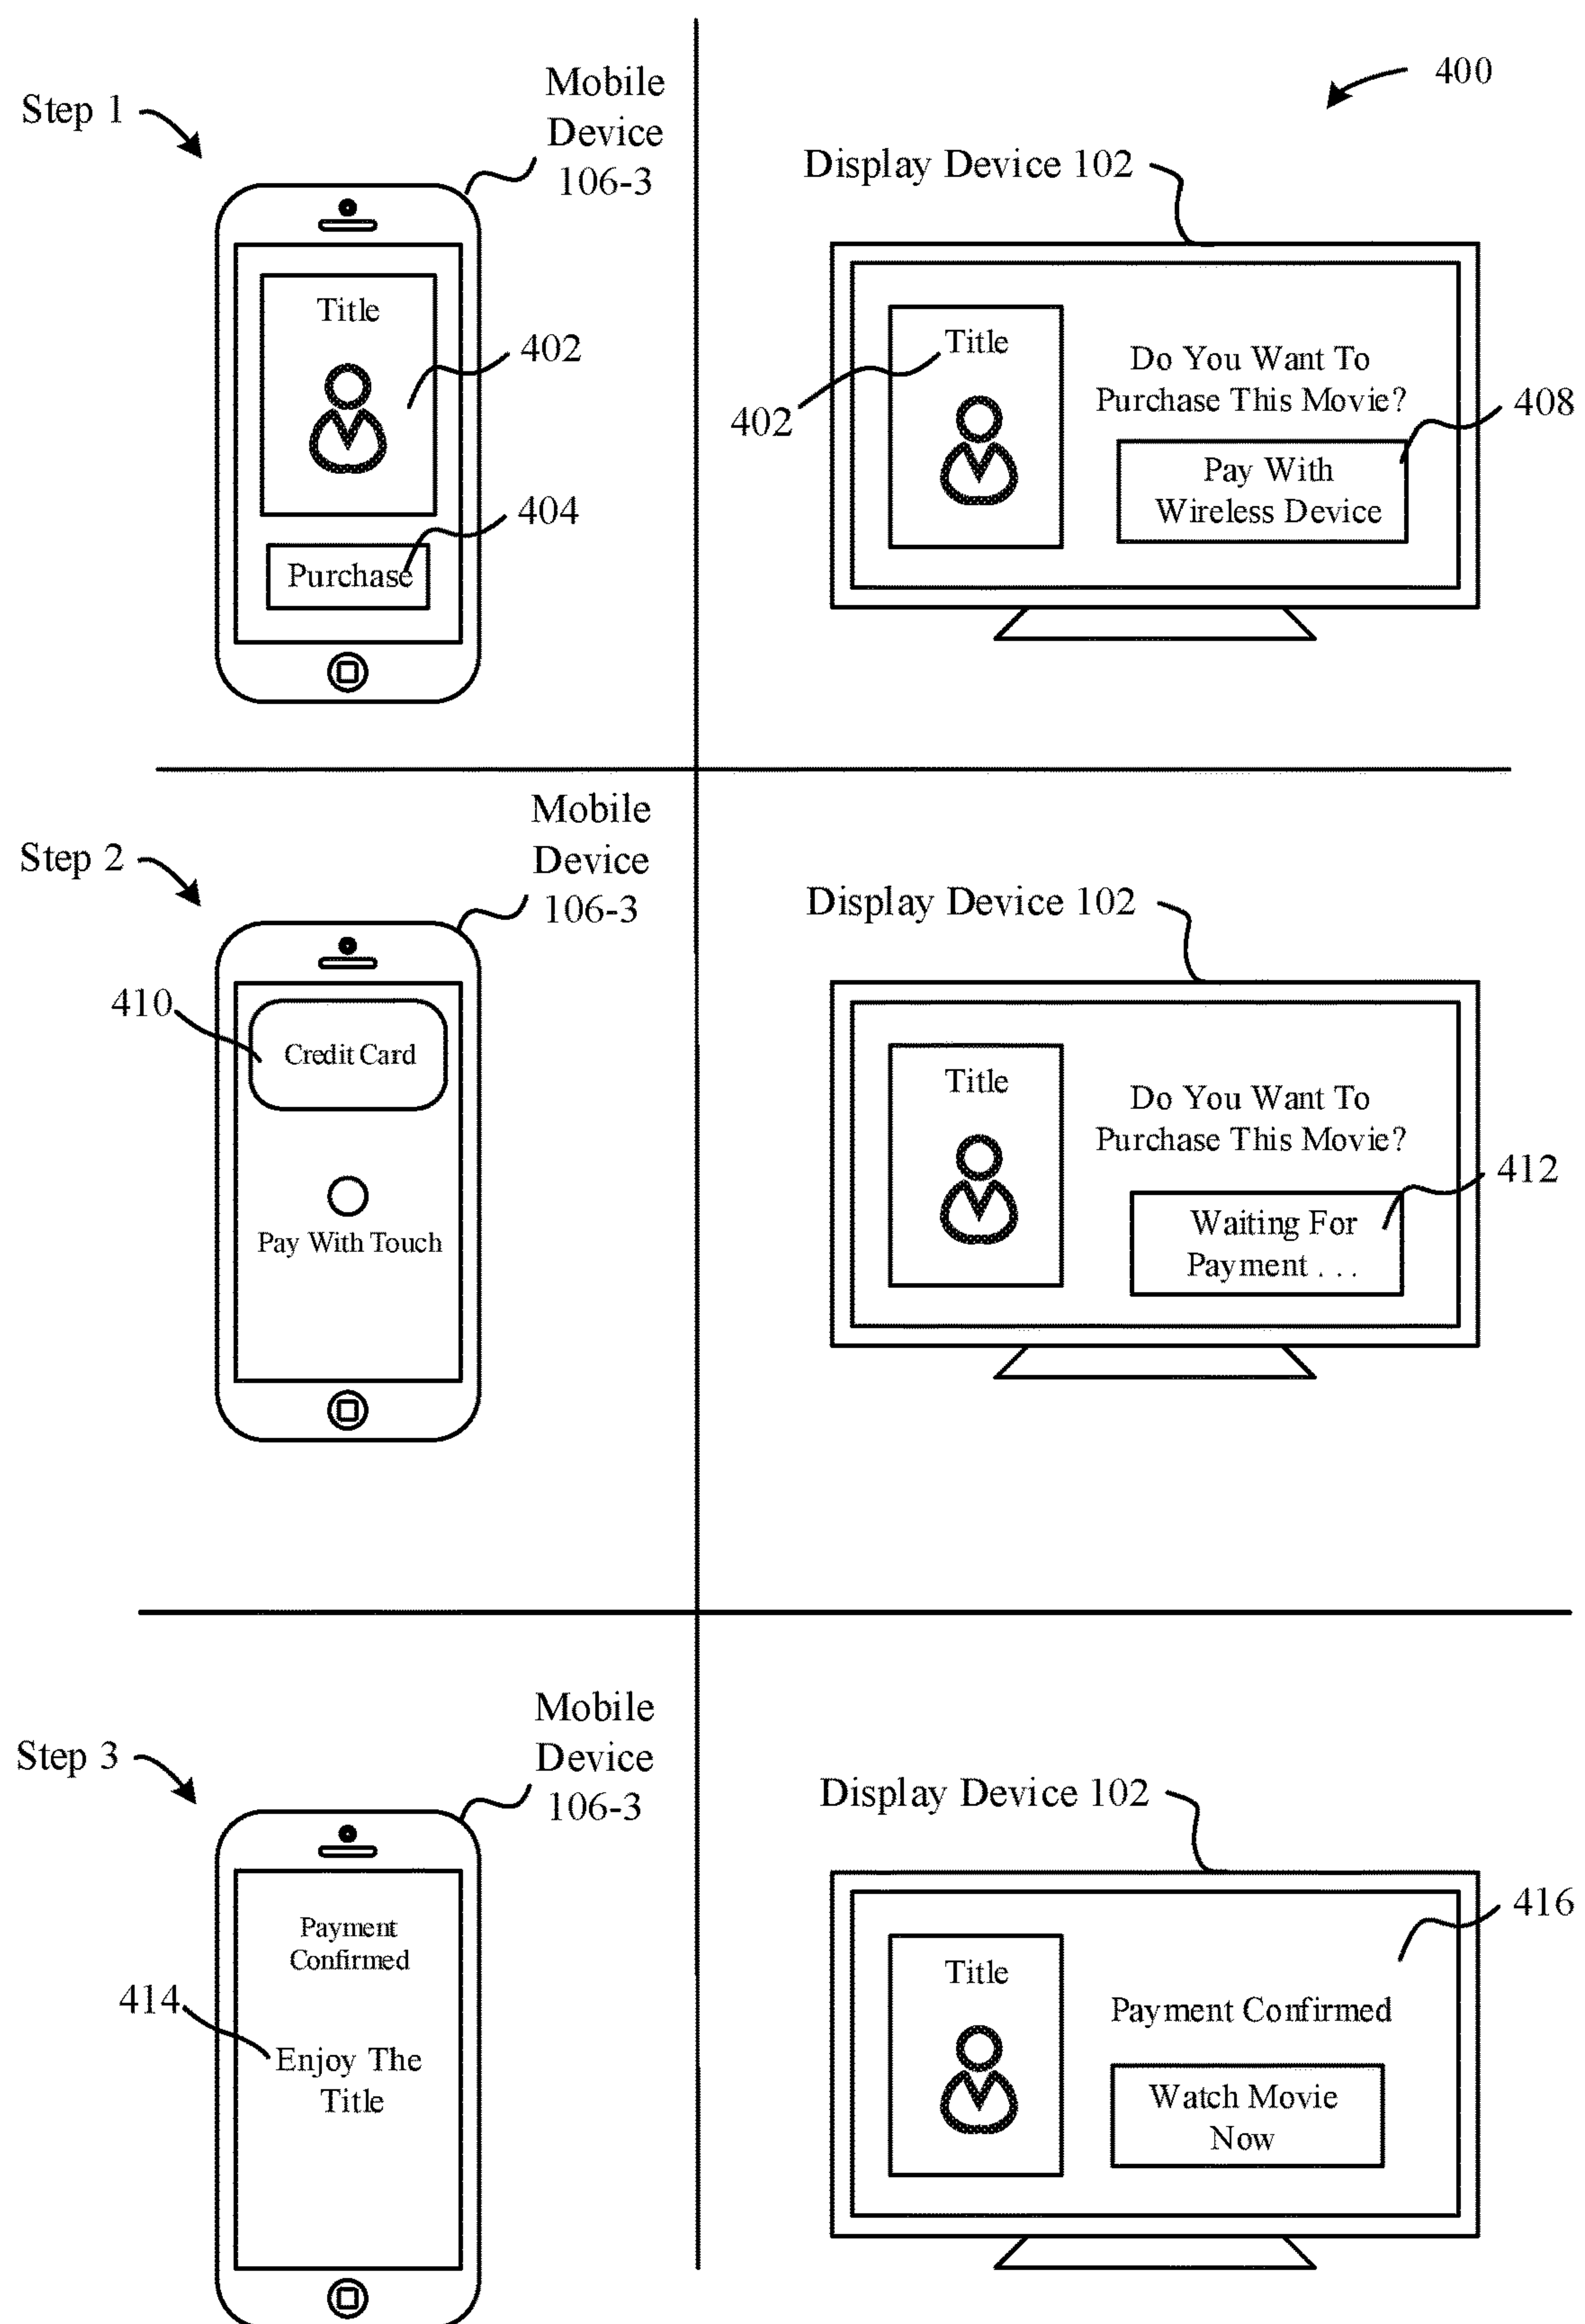 400
Step 1
Mobile
Device
106-3
Title
402
404
Purchase
Display Device 102
Title
402
Do You Want To
Purchase This Movie?
408
Pay With
Wireless Device
Step 2
Mobile
Device
106-3
410
Credit Card
Pay With Touch
Display Device 102
Title
Do You Want To
Purchase This Movie?
412
Waiting For
Payment . . .
Step 3
Mobile
Device
106-3
Payment
Confirmed
414
Enjoy The
Title
Display Device 102
416
Title
Payment Confirmed
Watch Movie
Now